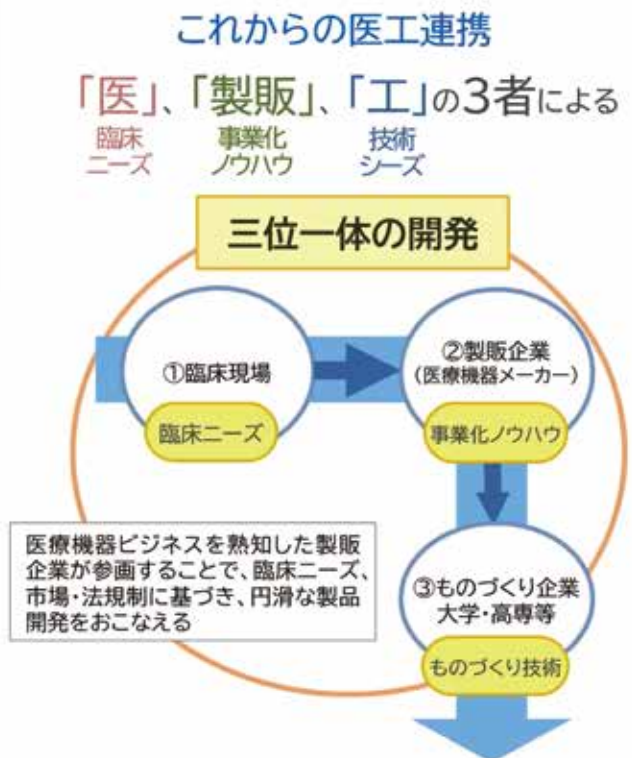 これからの医工連携
「医」、「製販」、「工」の3者による
臨床
ニーズ
事業化
ノウハウ
技術
シーズ
三位一体の開発
①臨床現場
臨床ニーズ
②製販企業
(医療機器メーカー)
事業化ノウハウ
医療機器ビジネスを熟知した製販
企業が参画することで、臨床ニーズ、
市場・法規制に基づき、円滑な製品
開発をおこなえる
③ものづくり企業
大学・高専等
ものづくり技術